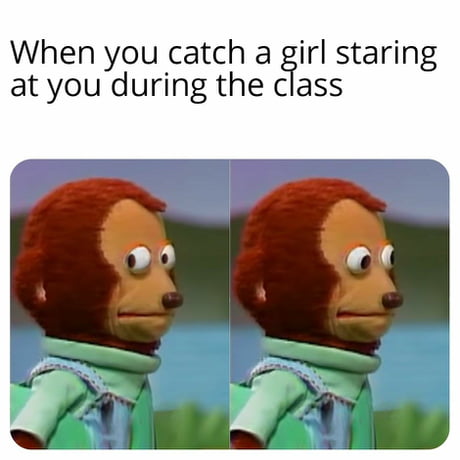 When you catch a girl staring
at you during the class